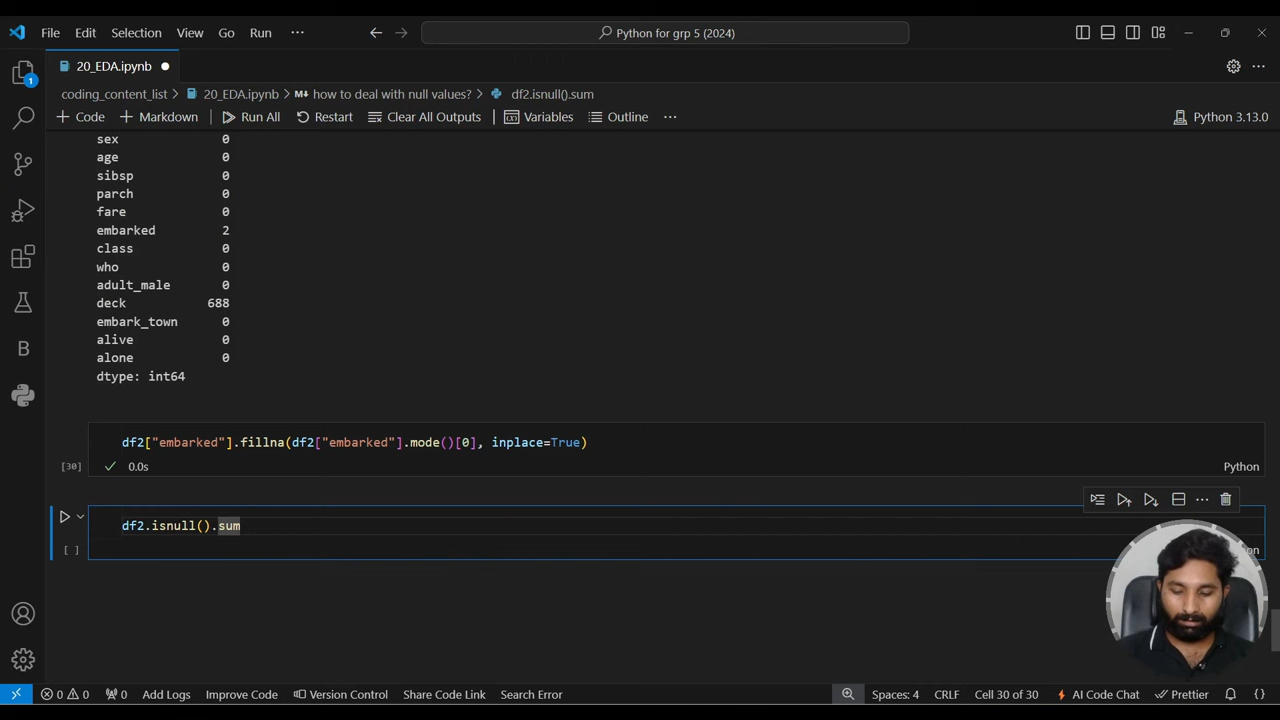 File Edit Selection View Go Run ··· Python for grp 5 (2024)
20_EDA.ipynb
coding_content_list > 20_EDA.ipynb > M↓ how to deal with null values? > df2.isnull().sum
+ Code + Markdown Run All Restart Clear All Outputs Variables Outline ··· Python 3.13.0
1
sex 0
age 0
sibsp 0
parch 0
fare 0
embarked 2
class 0
who 0
adult_male 0
deck 688
embark_town 0
alive 0
alone 0
dtype: int64
df2["embarked"].fillna(df2["embarked"].mode()[0], inplace=True)
[30] 0.0s Python
df2.isnull().sum
[ ] on
0 0 0 Add Logs Improve Code Version Control Share Code Link Search Error Spaces: 4 CRLF Cell 30 of 30 AI Code Chat Prettier